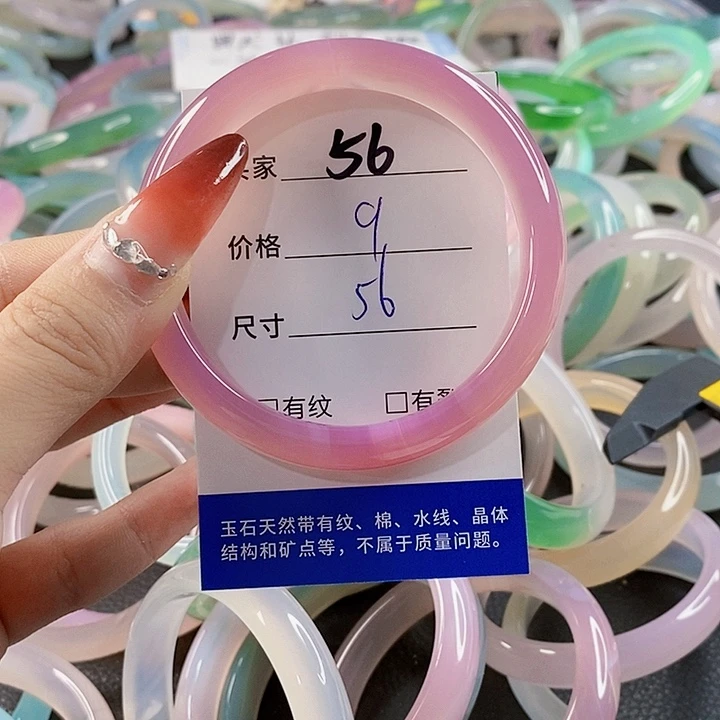 家 56
价格 9
尺寸 56
□有纹 □有
玉石天然带有纹、棉、水线、晶体
结构和矿点等，不属于质量问题。